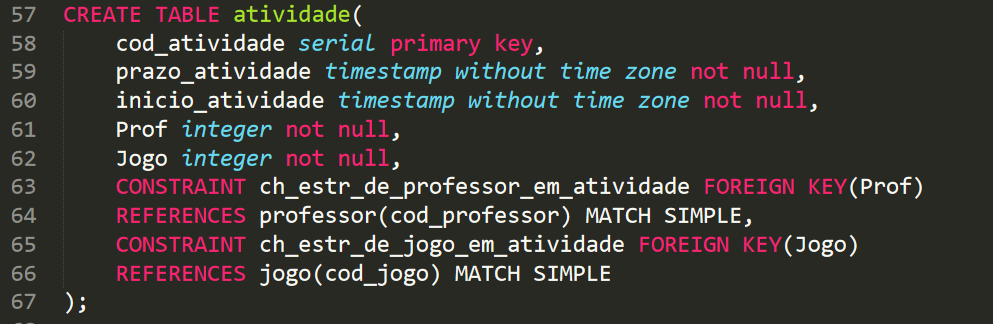 57 CREATE TABLE atividade(
58 cod_atividade serial primary key,
59 prazo_atividade timestamp without time zone not null,
60 inicio_atividade timestamp without time zone not null,
61 Prof integer not null,
62 Jogo integer not null,
63 CONSTRAINT ch_estr_de_professor_em_atividade FOREIGN KEY(Prof)
64 REFERENCES professor(cod_professor) MATCH SIMPLE,
65 CONSTRAINT ch_estr_de_jogo_em_atividade FOREIGN KEY(Jogo)
66 REFERENCES jogo(cod_jogo) MATCH SIMPLE
67 );